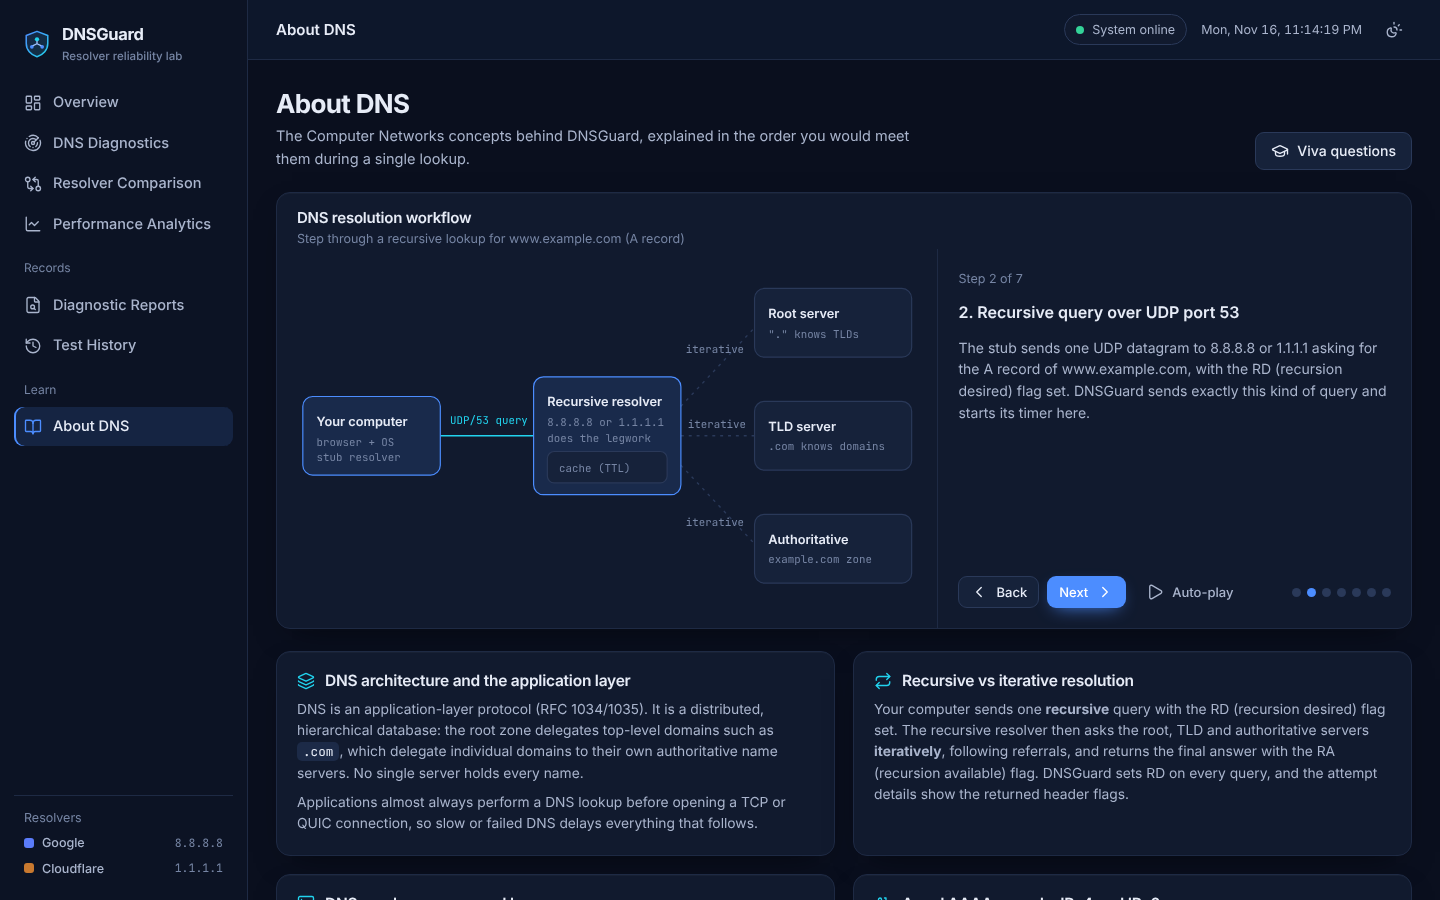 DNSGuard
Resolver reliability lab
Overview
DNS Diagnostics
Resolver Comparison
Performance Analytics
Records
Diagnostic Reports
Test History
Learn
About DNS
Resolvers
Google 8.8.8.8
Cloudflare 1.1.1.1
About DNS
System online
Mon, Nov 16, 11:14:19 PM
About DNS
The Computer Networks concepts behind DNSGuard, explained in the order you would meet
them during a single lookup.
Viva questions
DNS resolution workflow
Step through a recursive lookup for www.example.com (A record)
Your computer
browser + OS
stub resolver
UDP/53 query
Recursive resolver
8.8.8.8 or 1.1.1.1
does the legwork
cache (TTL)
iterative
iterative
iterative
Root server
"." knows TLDs
TLD server
.com knows domains
Authoritative
example.com zone
Step 2 of 7
2. Recursive query over UDP port 53
The stub sends one UDP datagram to 8.8.8.8 or 1.1.1.1 asking for
the A record of www.example.com, with the RD (recursion
desired) flag set. DNSGuard sends exactly this kind of query and
starts its timer here.
Back
Next
Auto-play
DNS architecture and the application layer
DNS is an application-layer protocol (RFC 1034/1035). It is a distributed,
hierarchical database: the root zone delegates top-level domains such as
.com, which delegate individual domains to their own authoritative name
servers. No single server holds every name.
Applications almost always perform a DNS lookup before opening a TCP or
QUIC connection, so slow or failed DNS delays everything that follows.
Recursive vs iterative resolution
Your computer sends one recursive query with the RD (recursion desired) flag
set. The recursive resolver then asks the root, TLD and authoritative servers
iteratively, following referrals, and returns the final answer with the RA
(recursion available) flag. DNSGuard sets RD on every query, and the attempt
details show the returned header flags.